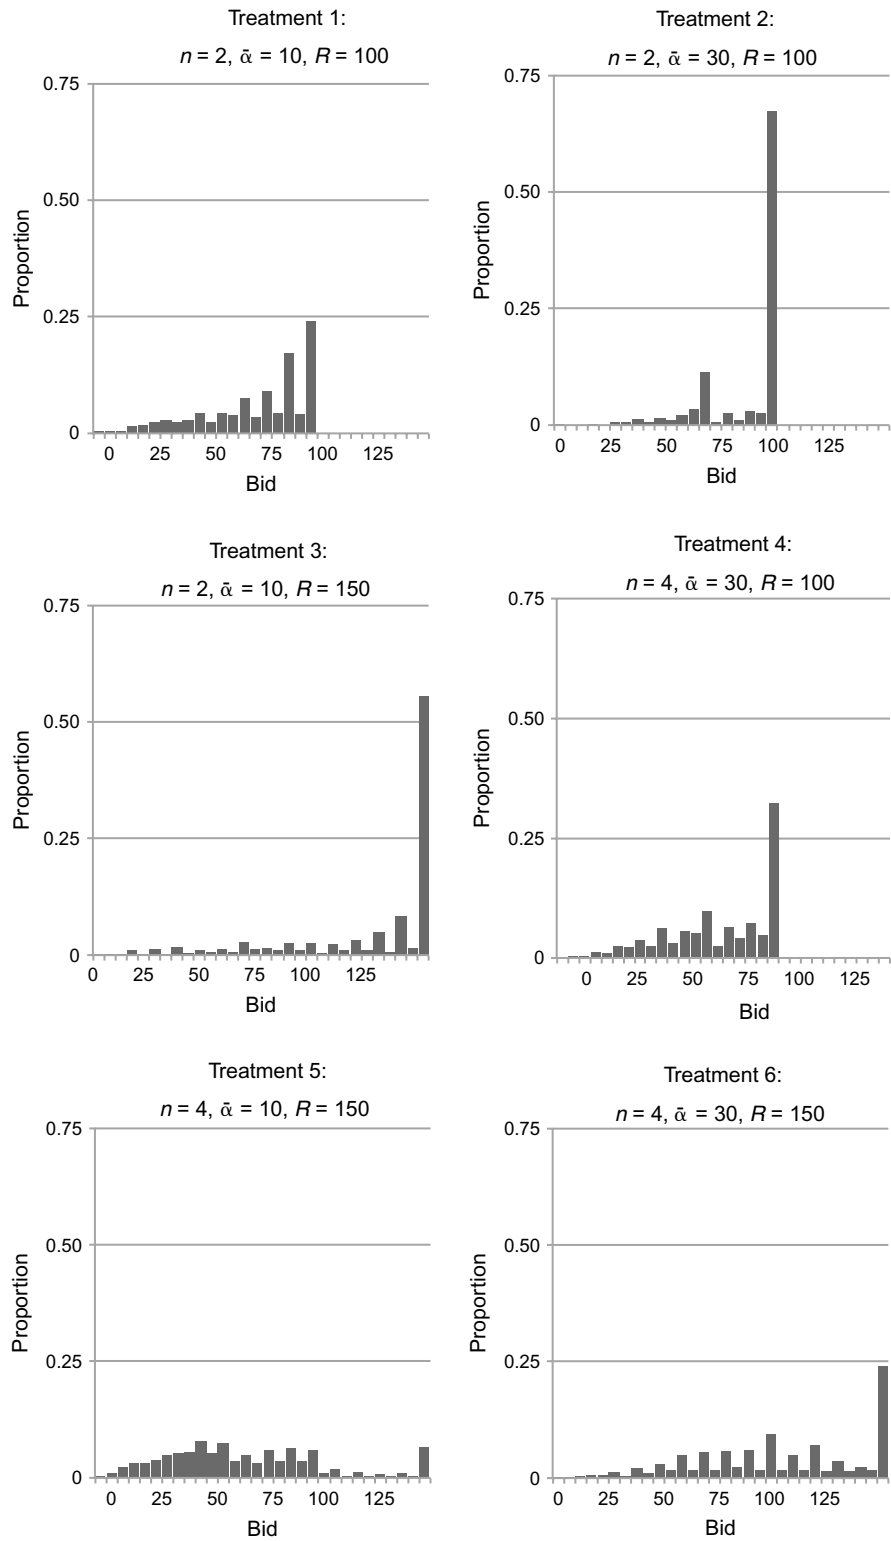 Treatment 1:
n = 2, ᾱ = 10, R = 100
0.75
0.50
0.25
0
Proportion
0 25 50 75 100 125
Bid
Treatment 2:
n = 2, ᾱ = 30, R = 100
0.75
0.50
0.25
0
Proportion
0 25 50 75 100 125
Bid
Treatment 3:
n = 2, ᾱ = 10, R = 150
0.75
0.50
0.25
0
Proportion
0 25 50 75 100 125
Bid
Treatment 4:
n = 4, ᾱ = 30, R = 100
0.75
0.50
0.25
0
Proportion
0 25 50 75 100 125
Bid
Treatment 5:
n = 4, ᾱ = 10, R = 150
0.75
0.50
0.25
0
Proportion
0 25 50 75 100 125
Bid
Treatment 6:
n = 4, ᾱ = 30, R = 150
0.75
0.50
0.25
0
Proportion
0 25 50 75 100 125
Bid